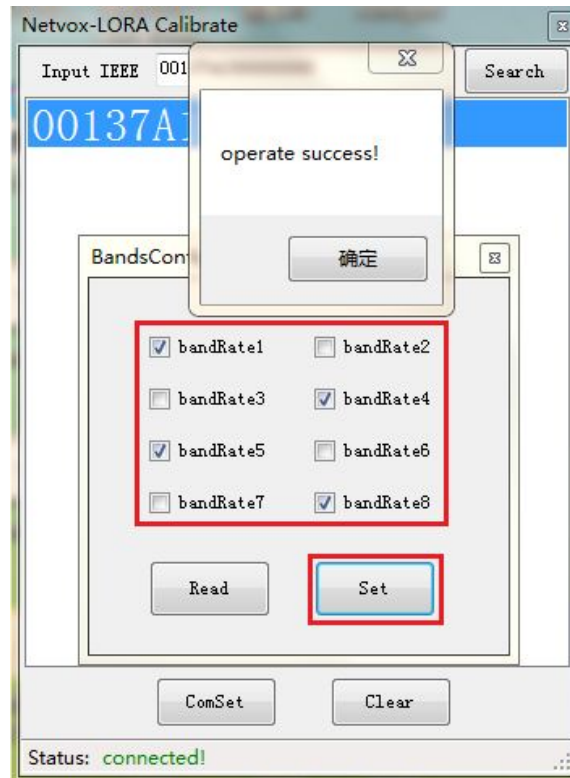 Netvox-LORA Calibrate
Input IEEE 001
Search
00137A1
operate success!
确定
BandsCon
bandRate1 bandRate2
bandRate3 bandRate4
bandRate5 bandRate6
bandRate7 bandRate8
Read Set
ComSet Clear
Status: connected!